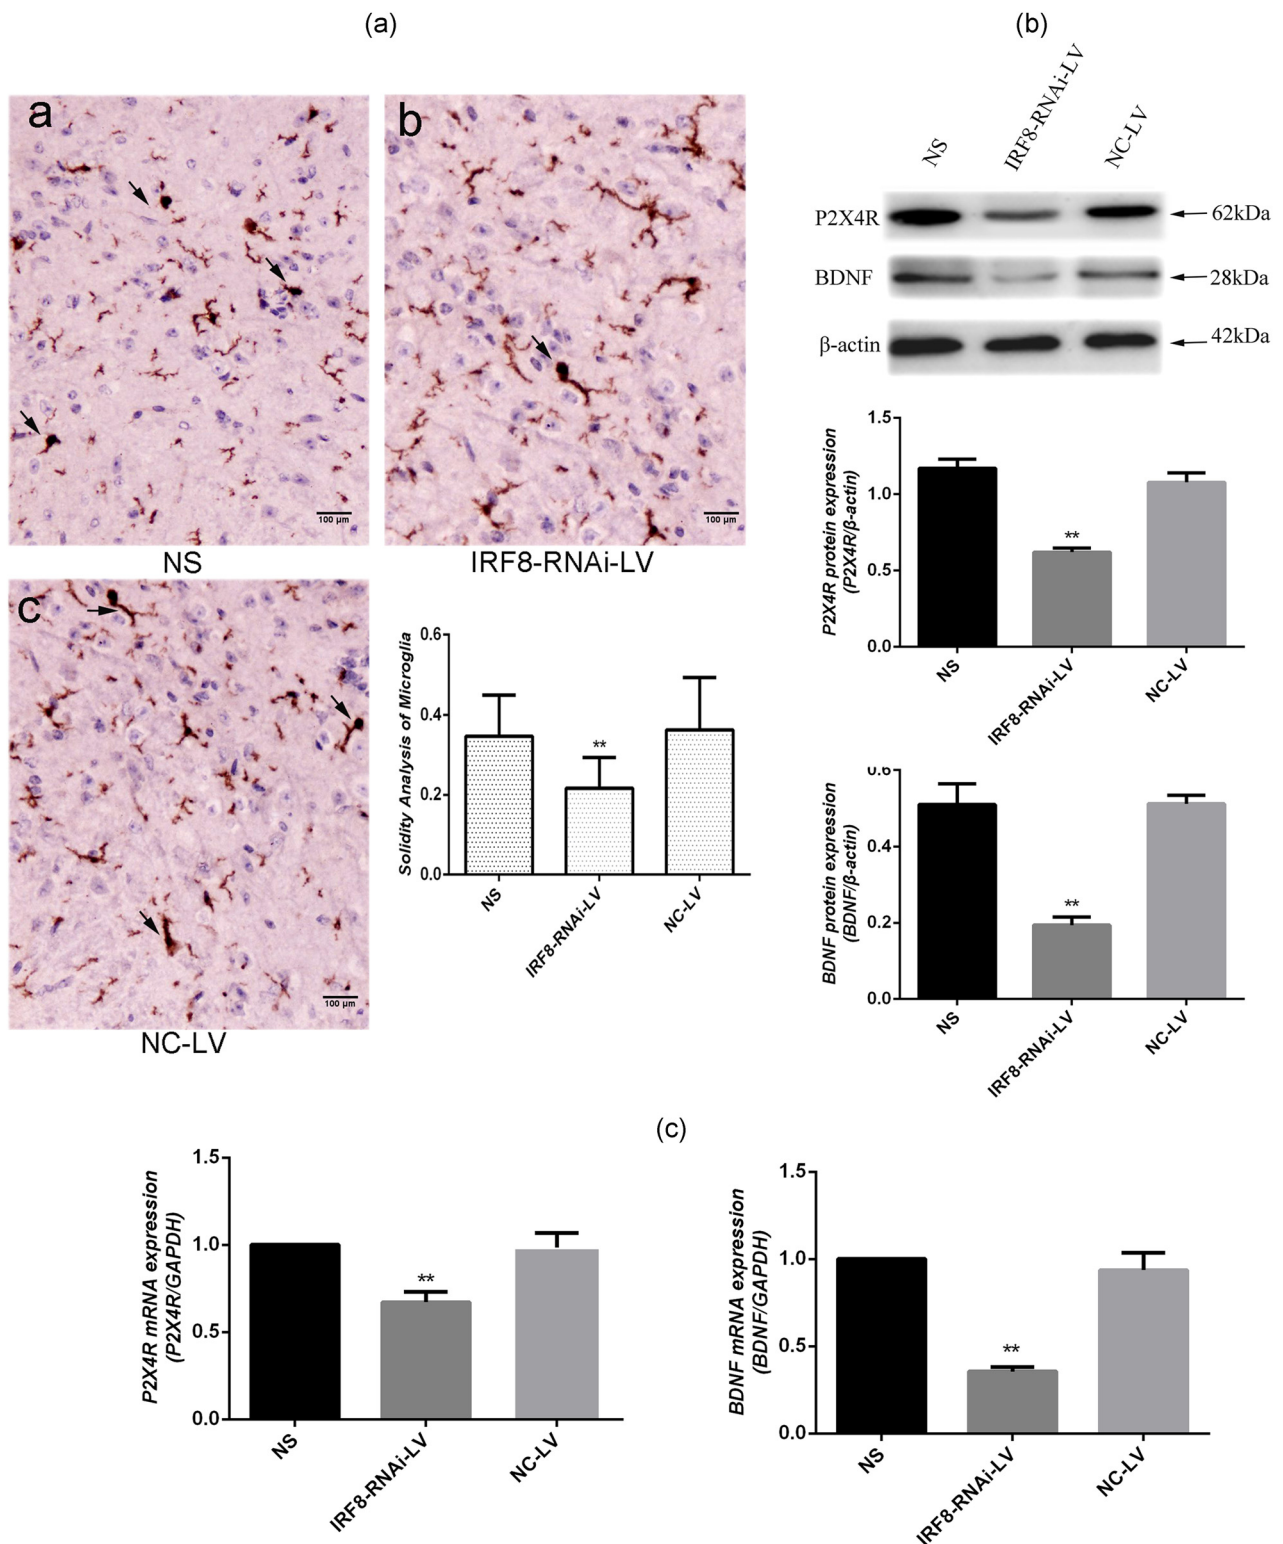 (a)
a
100 µm
NS
b
100 µm
IRF8-RNAi-LV
c
100 µm
NC-LV
Solidity Analysis of Microglia
0.6
0.4
0.2
0.0
**
NS
IRF8-RNAi-LV
NC-LV
(b)
NS
IRF8-RNAi-LV
NC-LV
P2X4R
62kDa
BDNF
28kDa
β-actin
42kDa
P2X4R protein expression
(P2X4R/β-actin)
1.5
1.0
0.5
0.0
**
NS
IRF8-RNAi-LV
NC-LV
BDNF protein expression
(BDNF/β-actin)
0.6
0.4
0.2
0.0
**
NS
IRF8-RNAi-LV
NC-LV
(c)
P2X4R mRNA expression
(P2X4R/GAPDH)
1.5
1.0
0.5
0.0
**
NS
IRF8-RNAi-LV
NC-LV
BDNF mRNA expression
(BDNF/GAPDH)
1.5
1.0
0.5
0.0
**
NS
IRF8-RNAi-LV
NC-LV